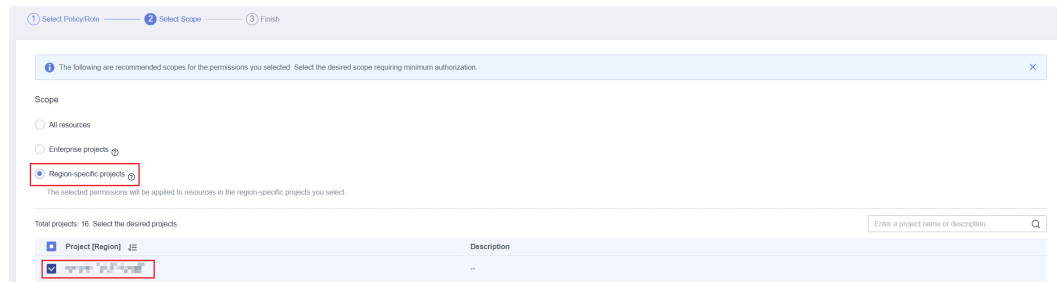 1 Select Policy/Role 2 Select Scope 3 Finish
The following are recommended scopes for the permissions you selected. Select the desired scope requiring minimum authorization.
Scope
All resources
Enterprise projects
Region-specific projects
The selected permissions will be applied to resources in the region-specific projects you select.
Total projects: 16. Select the desired projects. Enter a project name or description.
Project [Region] Description
--